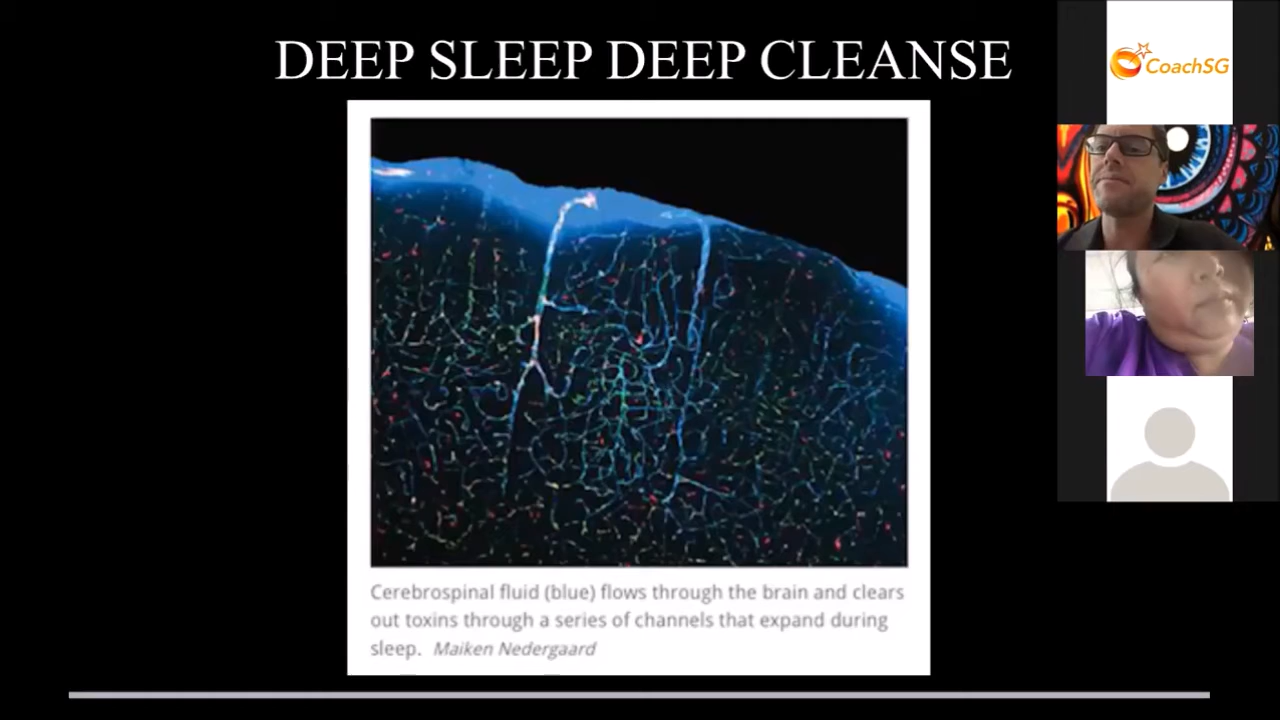 DEEP SLEEP DEEP CLEANSE
CoachSG
Cerebrospinal fluid (blue) flows through the brain and clears
out toxins through a series of channels that expand during
sleep. Maiken Nedergaard